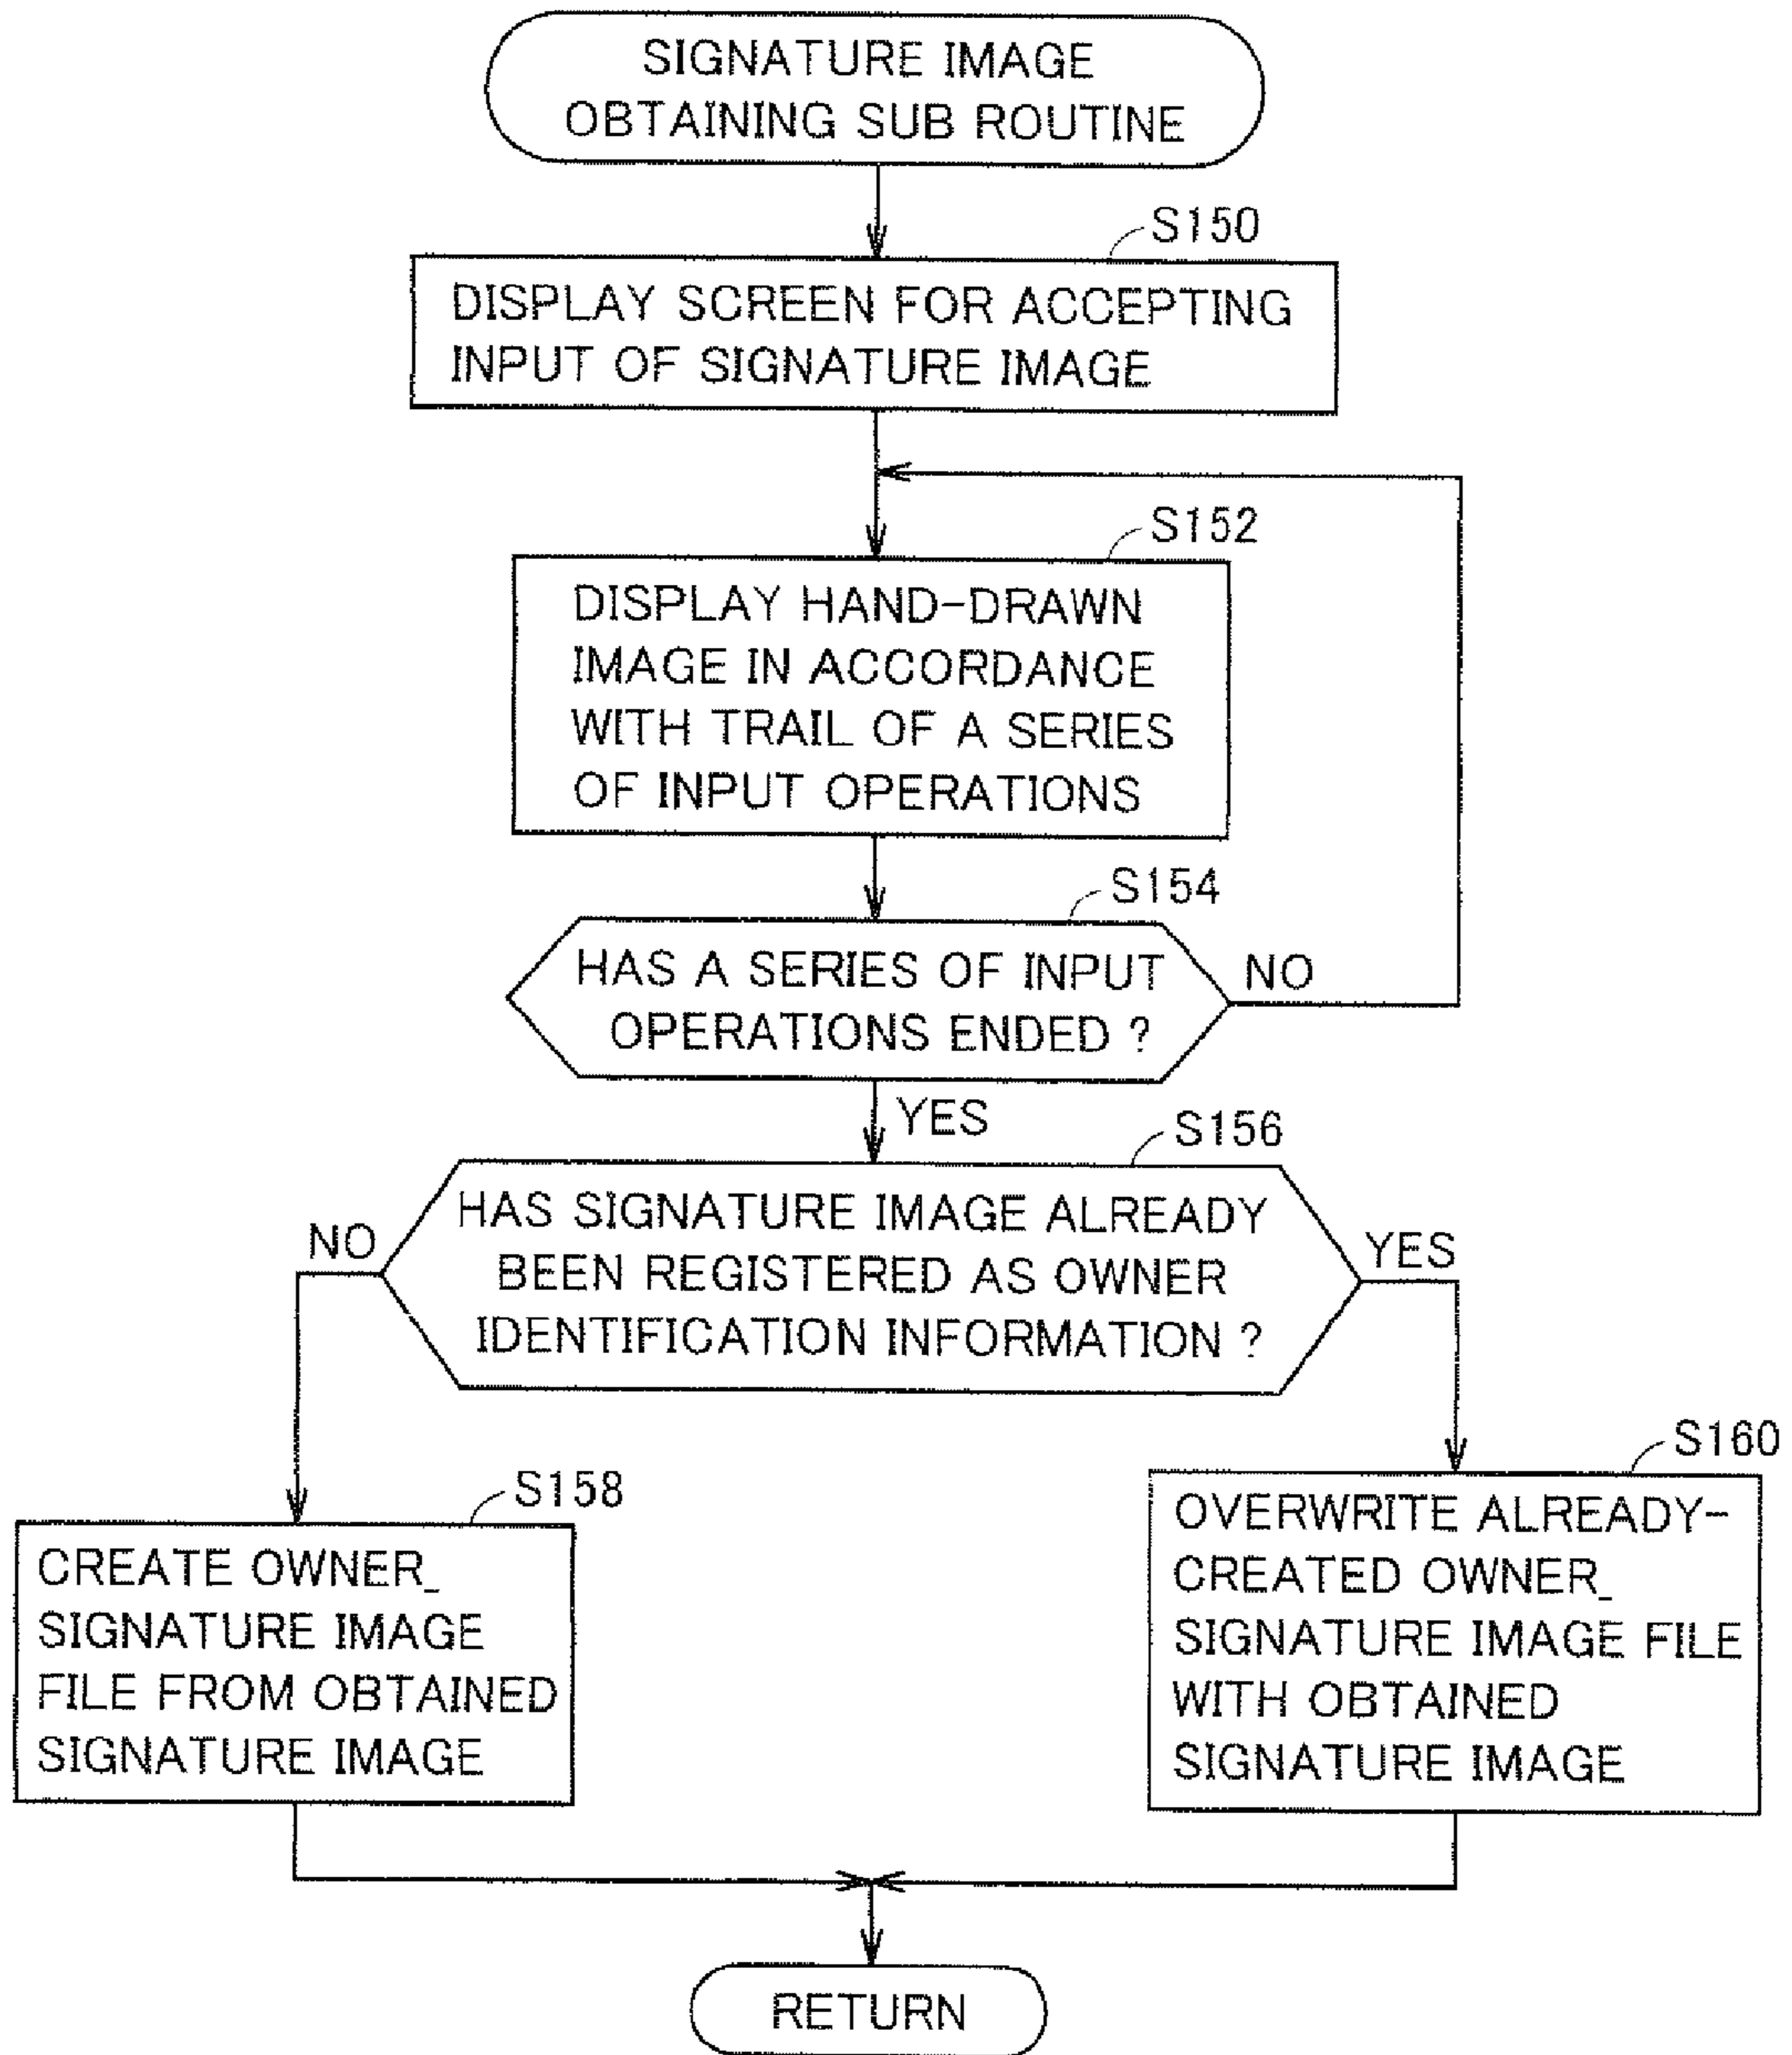 SIGNATURE IMAGE
OBTAINING SUB ROUTINE
S150
DISPLAY SCREEN FOR ACCEPTING
INPUT OF SIGNATURE IMAGE
S152
DISPLAY HAND-DRAWN
IMAGE IN ACCORDANCE
WITH TRAIL OF A SERIES
OF INPUT OPERATIONS
S154
HAS A SERIES OF INPUT
OPERATIONS ENDED ?
NO
YES
S156
HAS SIGNATURE IMAGE ALREADY
BEEN REGISTERED AS OWNER
IDENTIFICATION INFORMATION ?
NO
YES
S158
CREATE OWNER_
SIGNATURE IMAGE
FILE FROM OBTAINED
SIGNATURE IMAGE
S160
OVERWRITE ALREADY-
CREATED OWNER_
SIGNATURE IMAGE FILE
WITH OBTAINED
SIGNATURE IMAGE
RETURN